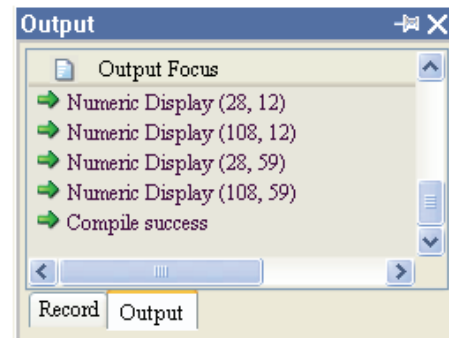 Output
Output Focus
Numeric Display (28, 12)
Numeric Display (108, 12)
Numeric Display (28, 59)
Numeric Display (108, 59)
Compile success
Record Output